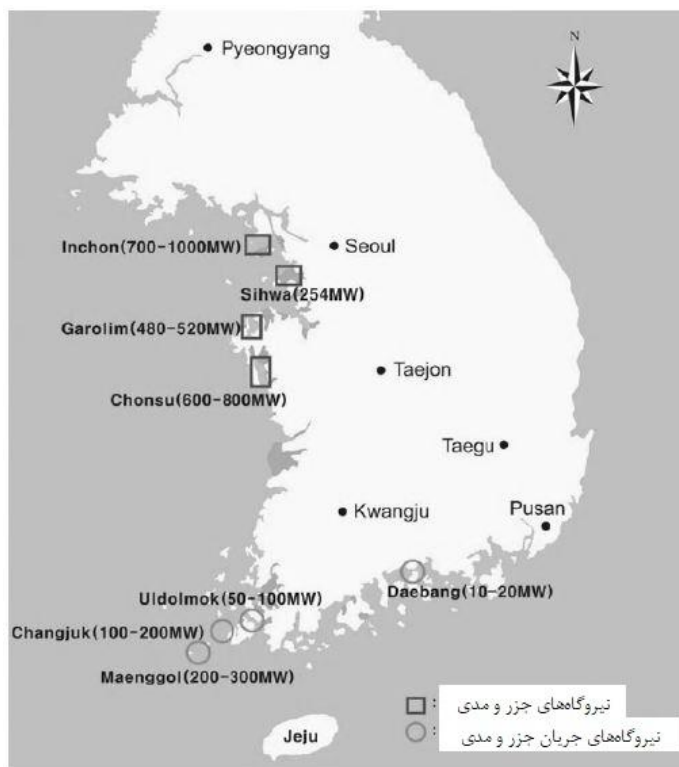 N
Pyeongyang
Inchon(700-1000MW)
Seoul
Sihwa(254MW)
Garolim(480-520MW)
Taejon
Chonsu(600-800MW)
Taegu
Kwangju
Pusan
Daebang(10-20MW)
Uldolmok(50-100MW)
Changjuk(100-200MW)
Maenggol(200-300MW)
Jeju
: نیروگاه‌های جزر و مدی
: نیروگاه‌های جریان جزر و مدی